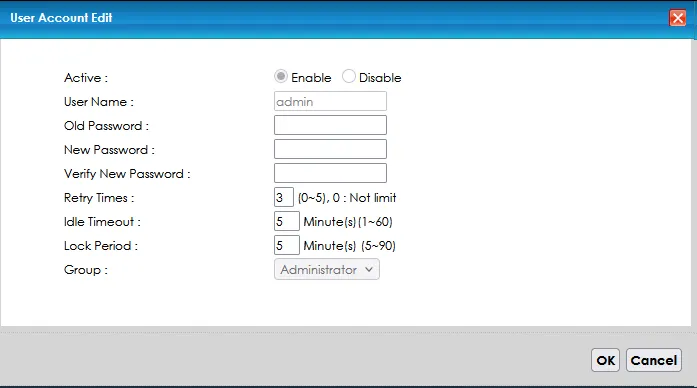 User Account Edit
Active : Enable Disable
User Name : admin
Old Password :
New Password :
Verify New Password :
Retry Times : 3 (0~5), 0 : Not limit
Idle Timeout : 5 Minute(s)(1~60)
Lock Period : 5 Minute(s) (5~90)
Group : Administrator
OK Cancel